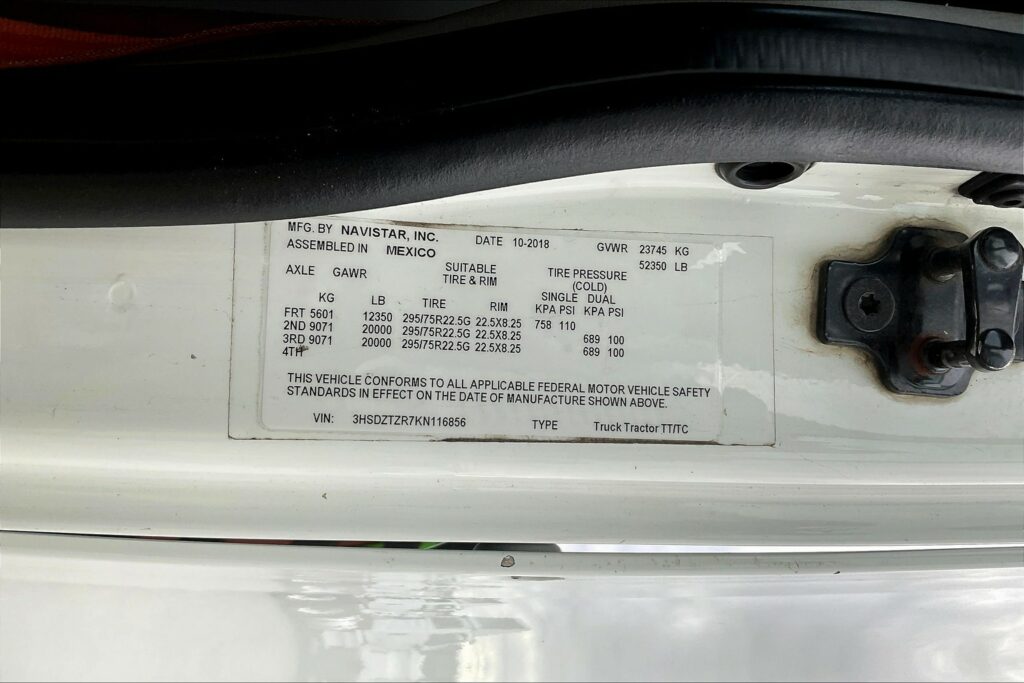 MFG. BY NAVISTAR, INC. DATE 10-2018 GVWR 23745 KG
ASSEMBLED IN MEXICO 52350 LB
AXLE GAWR SUITABLE TIRE PRESSURE
TIRE & RIM (COLD)
SINGLE DUAL
KG LB TIRE RIM KPA PSI KPA PSI
FRT 5601 12350 295/75R22.5G 22.5X8.25 758 110
2ND 9071 20000 295/75R22.5G 22.5X8.25 689 100
3RD 9071 20000 295/75R22.5G 22.5X8.25 689 100
4TH
THIS VEHICLE CONFORMS TO ALL APPLICABLE FEDERAL MOTOR VEHICLE SAFETY
STANDARDS IN EFFECT ON THE DATE OF MANUFACTURE SHOWN ABOVE.
VIN: 3HSDZTZR7KN116856 TYPE Truck Tractor TT/TC